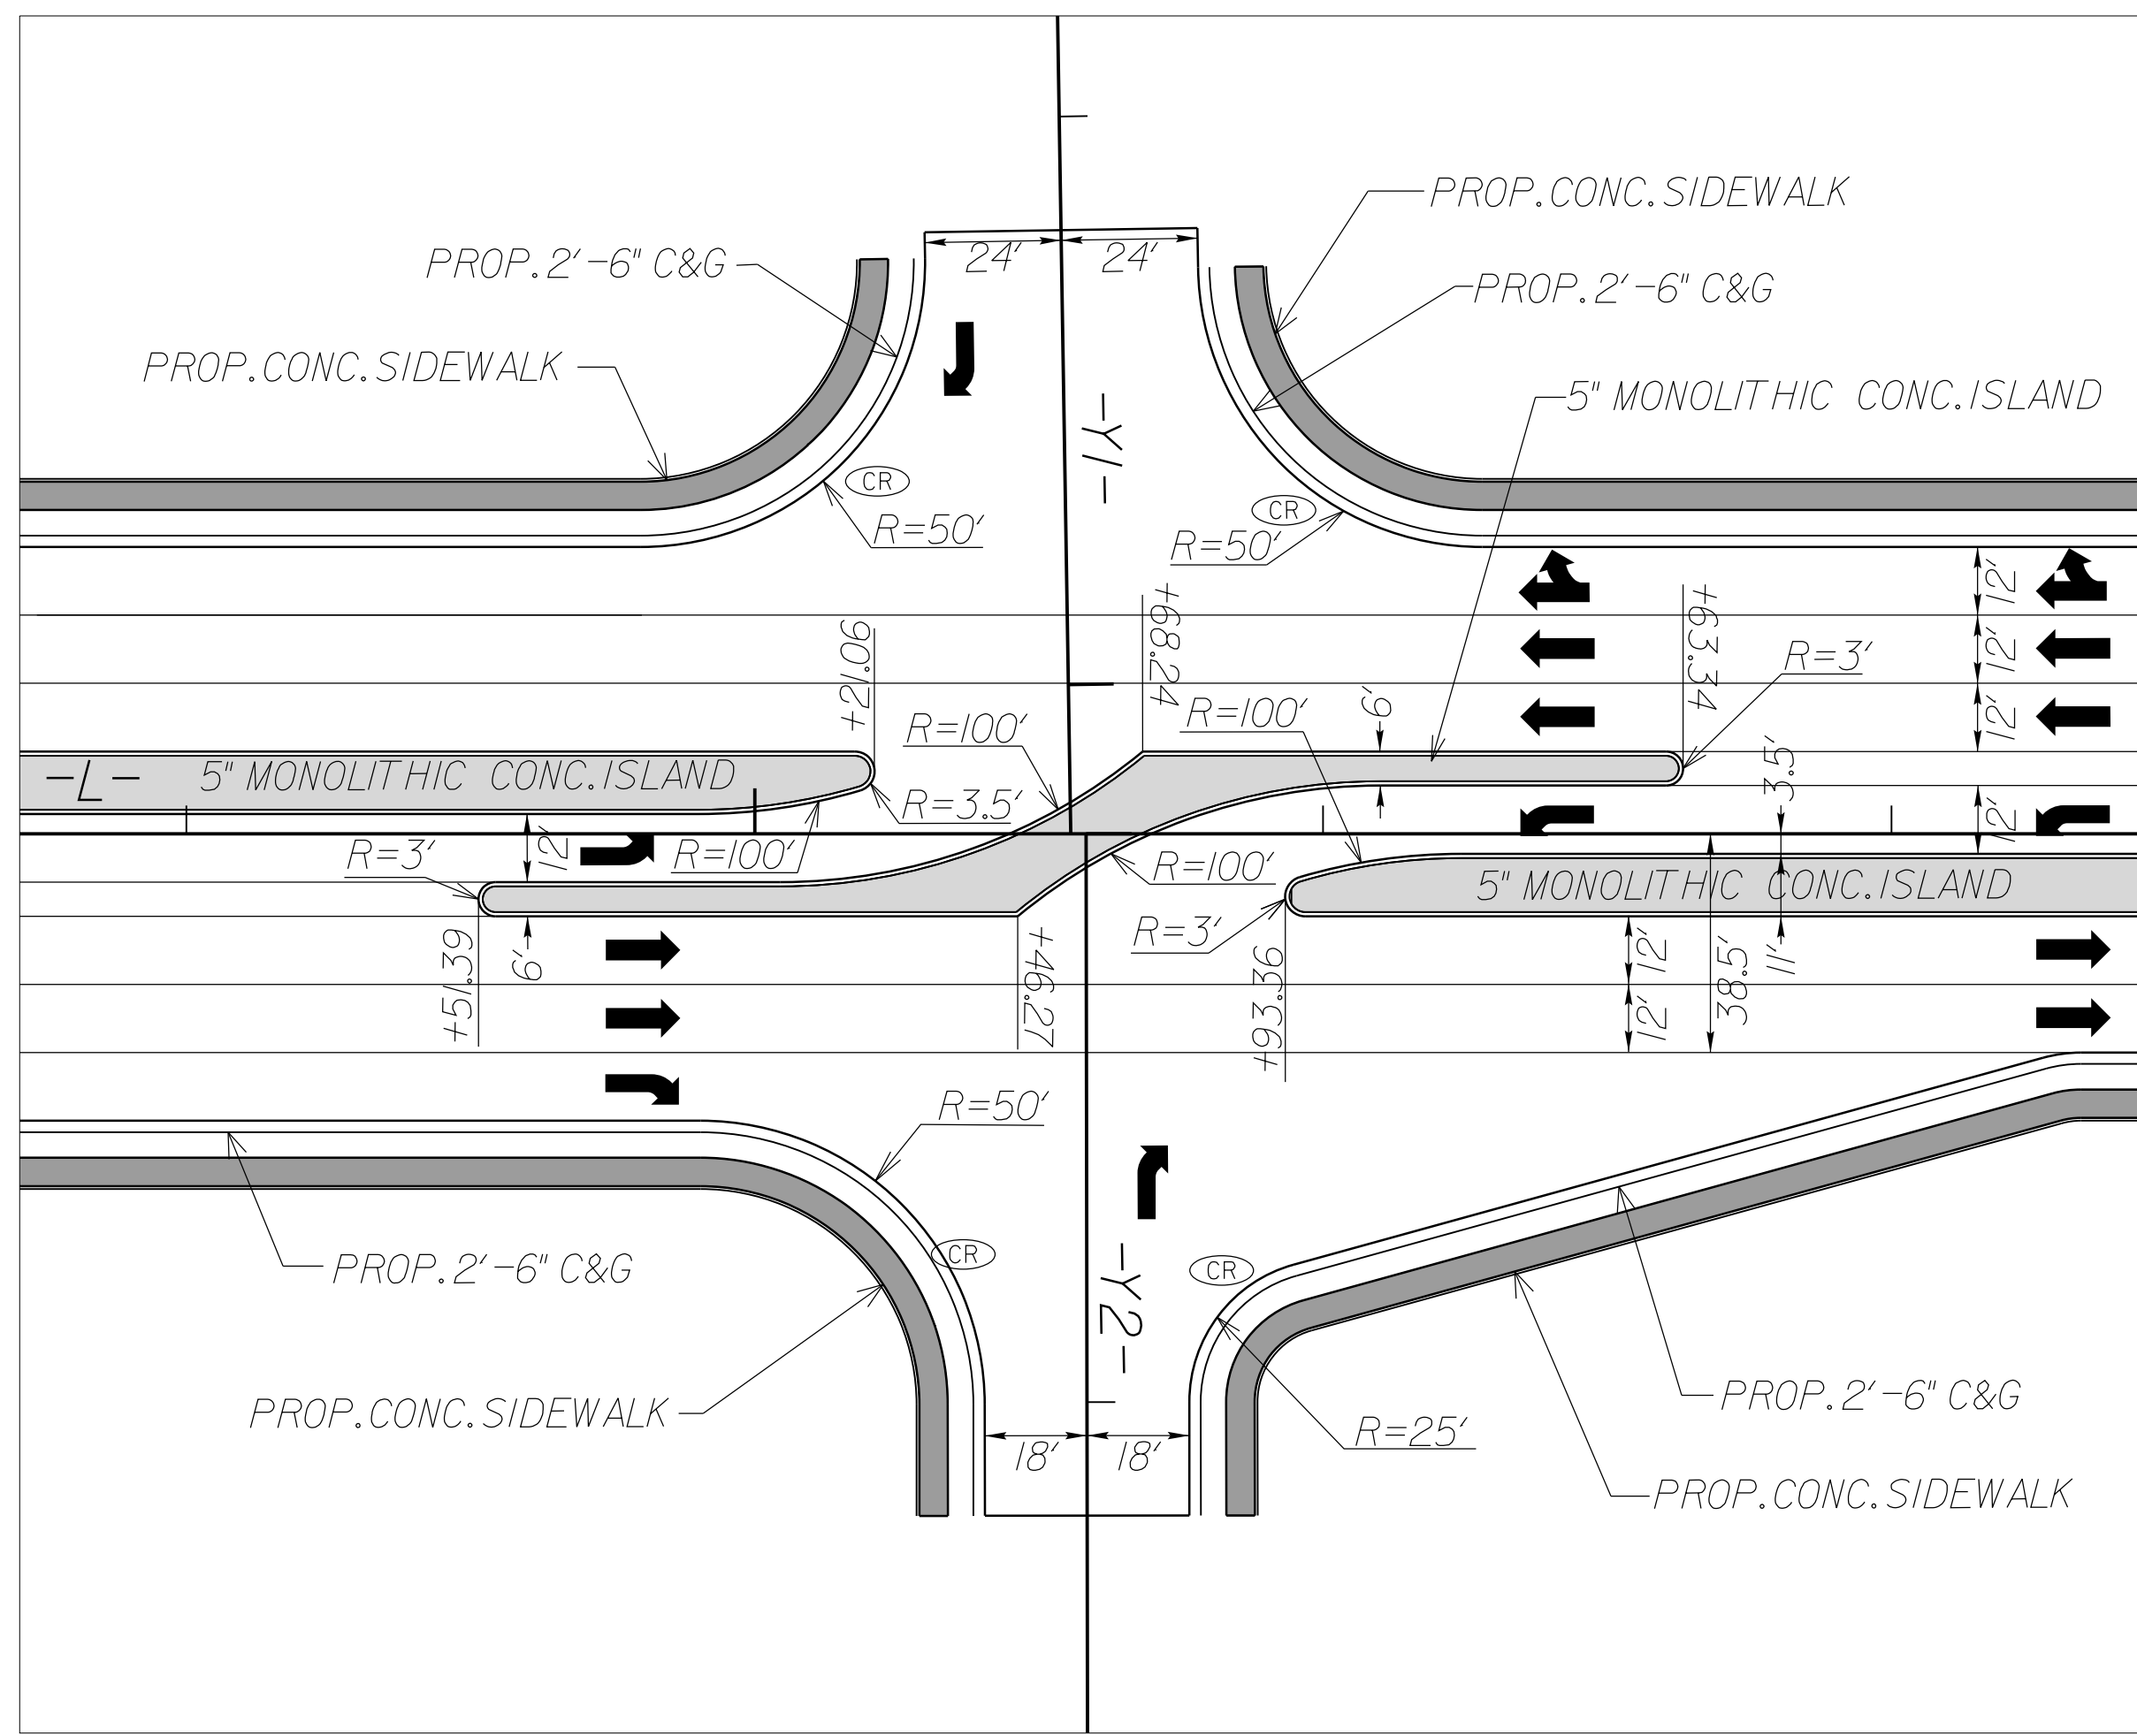 PROP. CONC. SIDEWALK
24' 24'
PROP. 2'-6" C&G
PROP. 2'-6" C&G
PROP. CONC. SIDEWALK
5" MONOLITHIC CONC. ISLAND
-Y1-
CR
R=50'
CR
R=50'
12'
+68.24
+63.34
+21.06
12'
R=3'
R=100'
R=100'
6'
12'
-L-
5" MONOLITHIC CONC. ISLAND
3.5'
R=3.5'
12'
R=3'
12'
R=100'
R=100'
5" MONOLITHIC CONC. ISLAND
R=3'
+51.39
6'
+46.27
+93.36
12'
38.5'
11'
12'
R=50'
PROP. 2'-6" C&G
CR
CR
-Y2-
PROP. CONC. SIDEWALK
18' 18'
R=25'
PROP. 2'-6" C&G
PROP. CONC. SIDEWALK